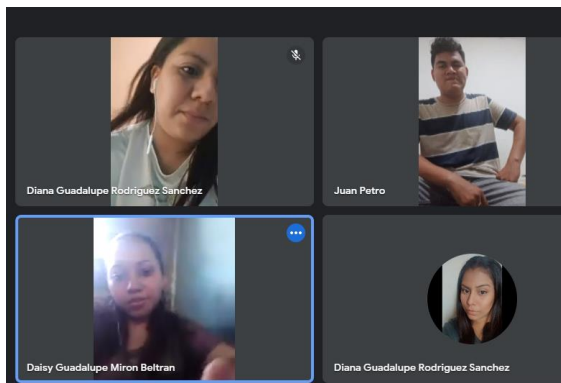 Diana Guadalupe Rodriguez Sanchez
Juan Petro
Daisy Guadalupe Miron Beltran
Diana Guadalupe Rodriguez Sanchez